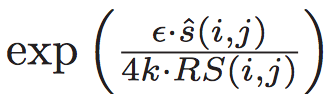 exp ( ϵ·ŝ(i,j) / 4k·RS(i,j) )